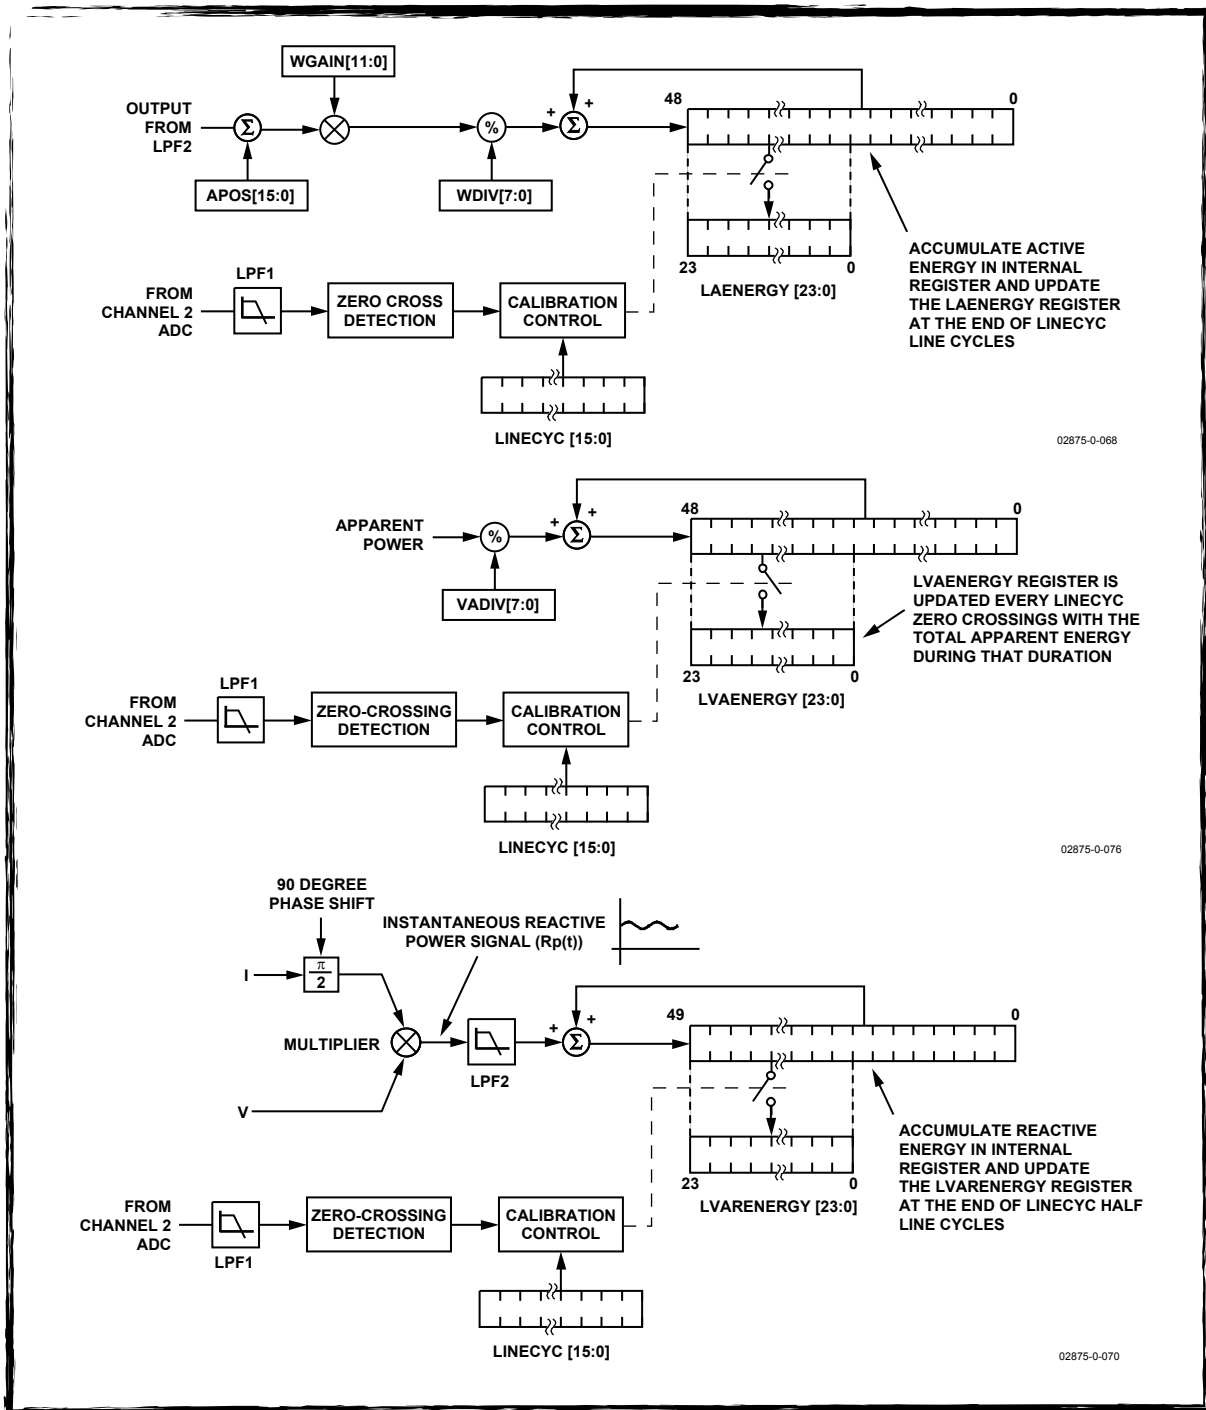 WGAIN[11:0]
OUTPUT
FROM
LPF2
Σ
%
+
Σ
+
48
0
APOS[15:0]
WDIV[7:0]
23
0
LAENERGY [23:0]
ACCUMULATE ACTIVE
ENERGY IN INTERNAL
REGISTER AND UPDATE
THE LAENERGY REGISTER
AT THE END OF LINECYC
LINE CYCLES
FROM
CHANNEL 2
ADC
LPF1
ZERO CROSS
DETECTION
CALIBRATION
CONTROL
LINECYC [15:0]
02875-0-068
APPARENT
POWER
%
+
Σ
+
48
0
VADIV[7:0]
23
0
LVAENERGY [23:0]
LVAENERGY REGISTER IS
UPDATED EVERY LINECYC
ZERO CROSSINGS WITH THE
TOTAL APPARENT ENERGY
DURING THAT DURATION
FROM
CHANNEL 2
ADC
LPF1
ZERO-CROSSING
DETECTION
CALIBRATION
CONTROL
LINECYC [15:0]
02875-0-076
90 DEGREE
PHASE SHIFT
INSTANTANEOUS REACTIVE
POWER SIGNAL (Rp(t))
I
π
2
MULTIPLIER
LPF2
+
Σ
+
49
0
V
23
0
LVARENERGY [23:0]
ACCUMULATE REACTIVE
ENERGY IN INTERNAL
REGISTER AND UPDATE
THE LVARENERGY REGISTER
AT THE END OF LINECYC HALF
LINE CYCLES
FROM
CHANNEL 2
ADC
LPF1
ZERO-CROSSING
DETECTION
CALIBRATION
CONTROL
LINECYC [15:0]
02875-0-070